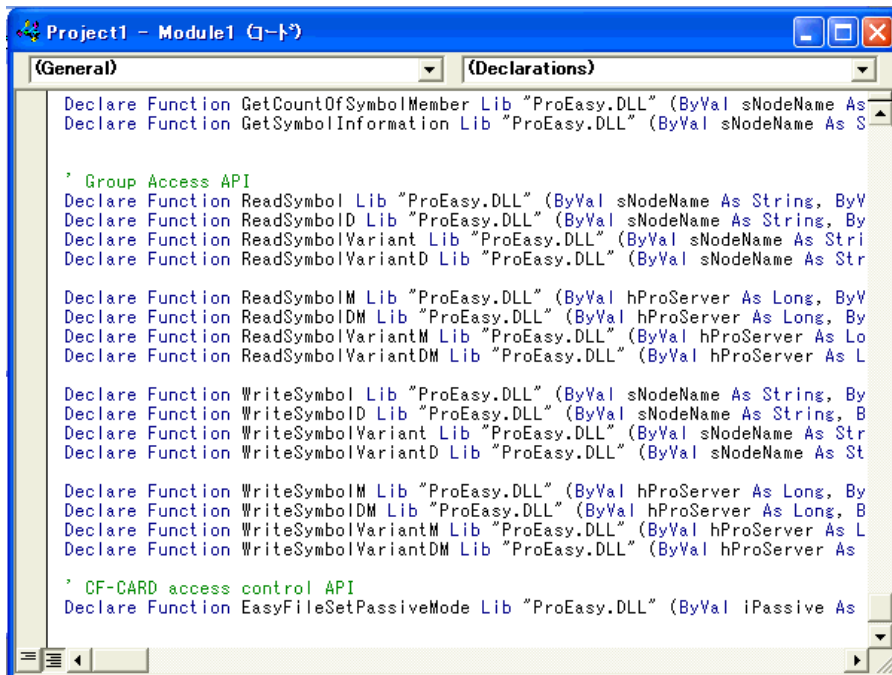 Project1 - Module1 (ｺｰﾄﾞ)
(General) (Declarations)
Declare Function GetCountOfSymbolMember Lib "ProEasy.DLL" (ByVal sNodeName As
Declare Function GetSymbolInformation Lib "ProEasy.DLL" (ByVal sNodeName As S
' Group Access API
Declare Function ReadSymbol Lib "ProEasy.DLL" (ByVal sNodeName As String, ByV
Declare Function ReadSymbolD Lib "ProEasy.DLL" (ByVal sNodeName As String, By
Declare Function ReadSymbolVariant Lib "ProEasy.DLL" (ByVal sNodeName As Stri
Declare Function ReadSymbolVariantD Lib "ProEasy.DLL" (ByVal sNodeName As Str
Declare Function ReadSymbolM Lib "ProEasy.DLL" (ByVal hProServer As Long, ByV
Declare Function ReadSymbolDM Lib "ProEasy.DLL" (ByVal hProServer As Long, By
Declare Function ReadSymbolVariantM Lib "ProEasy.DLL" (ByVal hProServer As Lo
Declare Function ReadSymbolVariantDM Lib "ProEasy.DLL" (ByVal hProServer As L
Declare Function WriteSymbol Lib "ProEasy.DLL" (ByVal sNodeName As String, By
Declare Function WriteSymbolD Lib "ProEasy.DLL" (ByVal sNodeName As String, B
Declare Function WriteSymbolVariant Lib "ProEasy.DLL" (ByVal sNodeName As Str
Declare Function WriteSymbolVariantD Lib "ProEasy.DLL" (ByVal sNodeName As St
Declare Function WriteSymbolM Lib "ProEasy.DLL" (ByVal hProServer As Long, By
Declare Function WriteSymbolDM Lib "ProEasy.DLL" (ByVal hProServer As Long, B
Declare Function WriteSymbolVariantM Lib "ProEasy.DLL" (ByVal hProServer As L
Declare Function WriteSymbolVariantDM Lib "ProEasy.DLL" (ByVal hProServer As
' CF-CARD access control API
Declare Function EasyFileSetPassiveMode Lib "ProEasy.DLL" (ByVal iPassive As